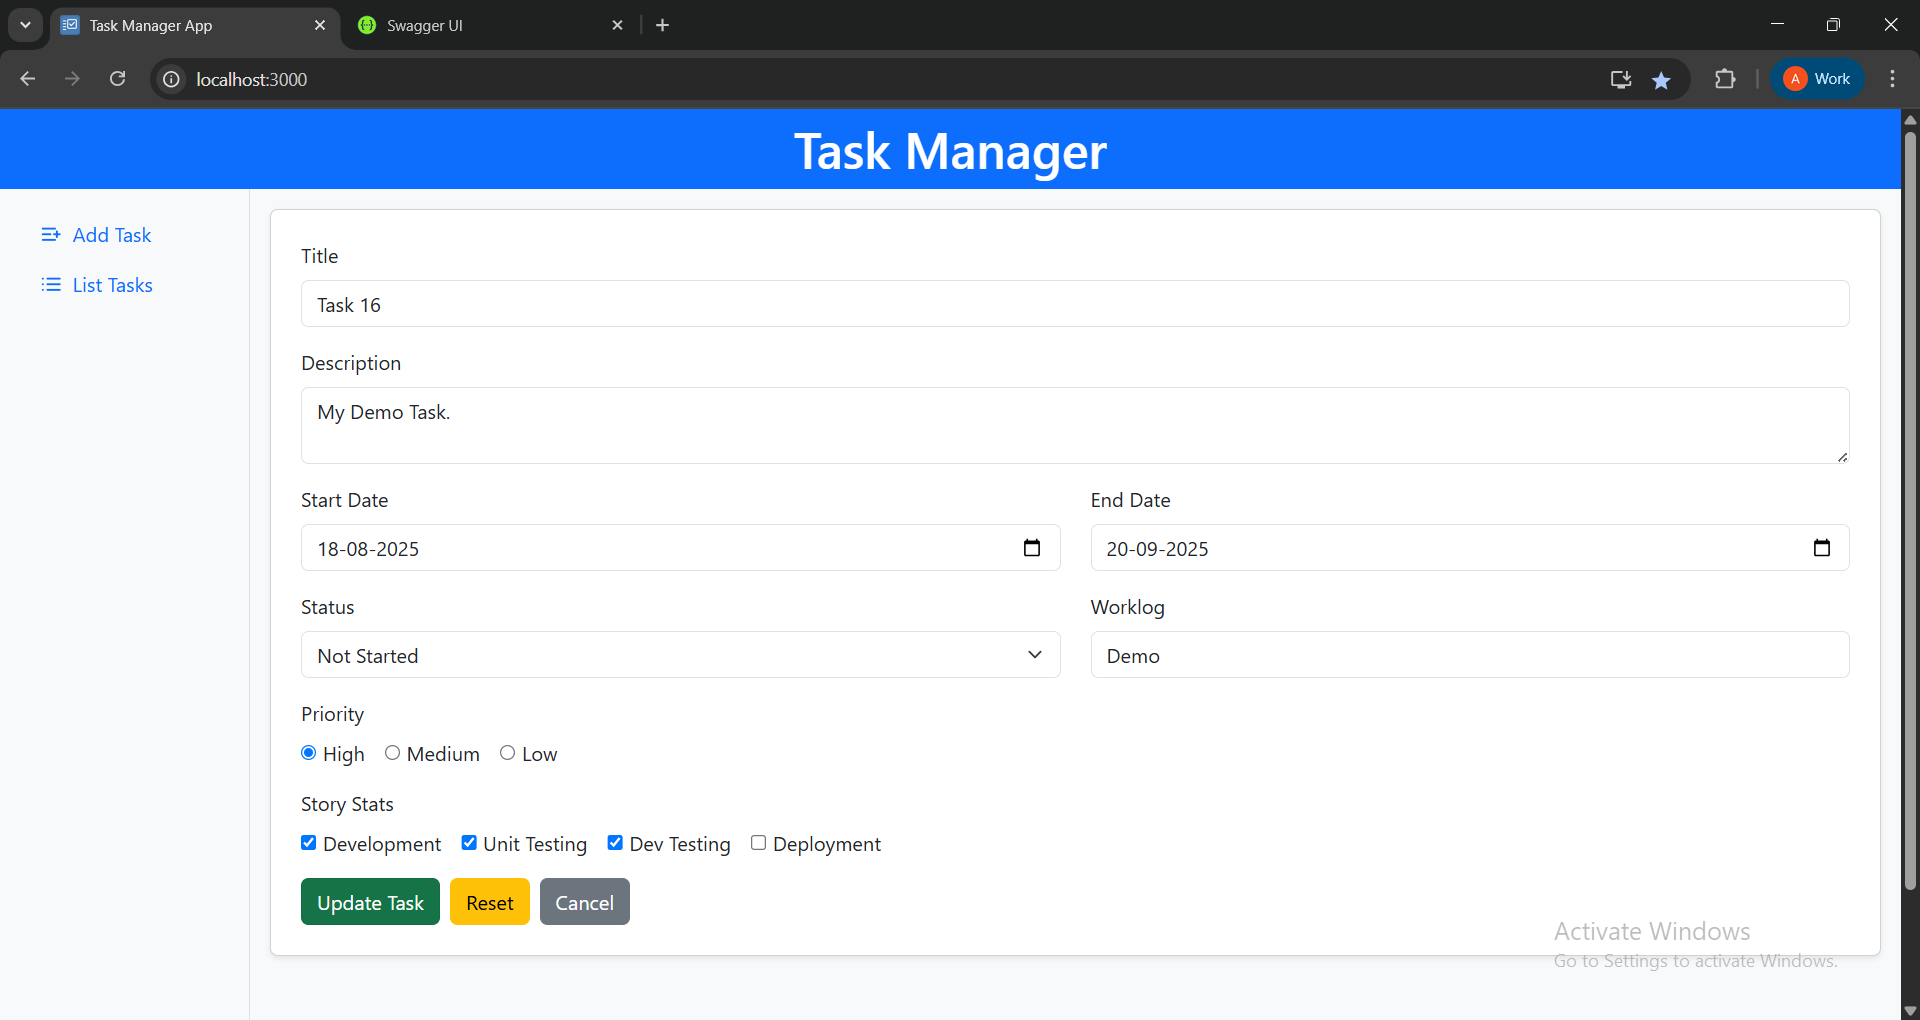 Task Manager App
Swagger UI
localhost:3000
A Work
Task Manager
Add Task
List Tasks
Title
Task 16
Description
My Demo Task.
Start Date End Date
18-08-2025 20-09-2025
Status Worklog
Not Started Demo
Priority
High Medium Low
Story Stats
Development Unit Testing Dev Testing Deployment
Update Task Reset Cancel
Activate Windows
Go to Settings to activate Windows.